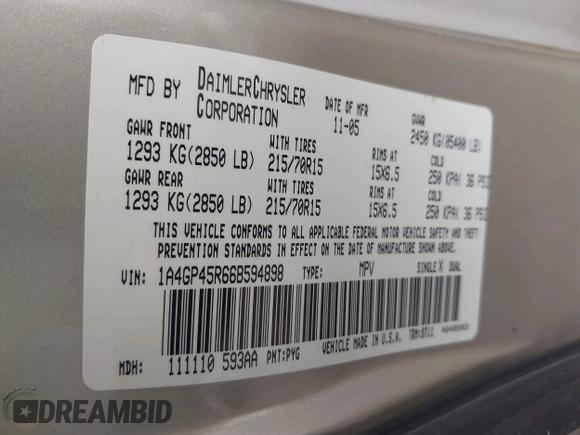 MFD BY DAIMLERCHRYSLER CORPORATION DATE OF MFR 11-05 GVWR 2450 KG(05400 LB)
GAWR FRONT WITH TIRES RIMS AT COLD
1293 KG(2850 LB) 215/70R15 15X6.5 250 KPA( 36 PSI
GAWR REAR WITH TIRES RIMS AT COLD
1293 KG(2850 LB) 215/70R15 15X6.5 250 KPA( 36 PSI
THIS VEHICLE CONFORMS TO ALL APPLICABLE FEDERAL MOTOR VEHICLE SAFETY AND THEFT
PREVENTION STANDARDS IN EFFECT ON THE DATE OF MANUFACTURE SHOWN ABOVE.
VIN: 1A4GP45R66B594898 TYPE: MPV SINGLE X DUAL
MDH: 111110 593AA PNT:PYG VEHICLE MADE IN U.S.A. TRM:D7J1
DREAMBID